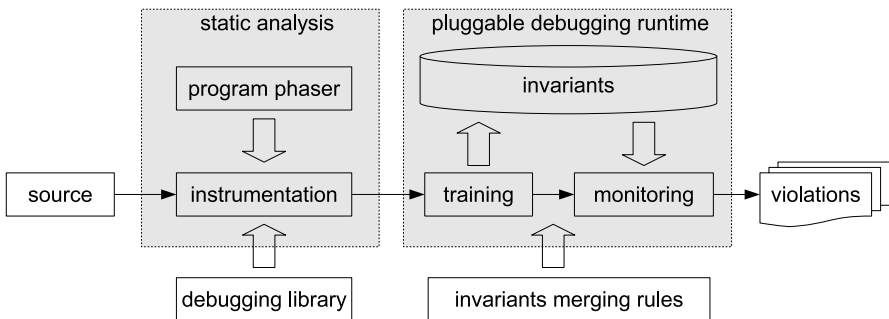 static analysis
pluggable debugging runtime
program phaser
invariants
source
instrumentation
training
monitoring
violations
debugging library
invariants merging rules